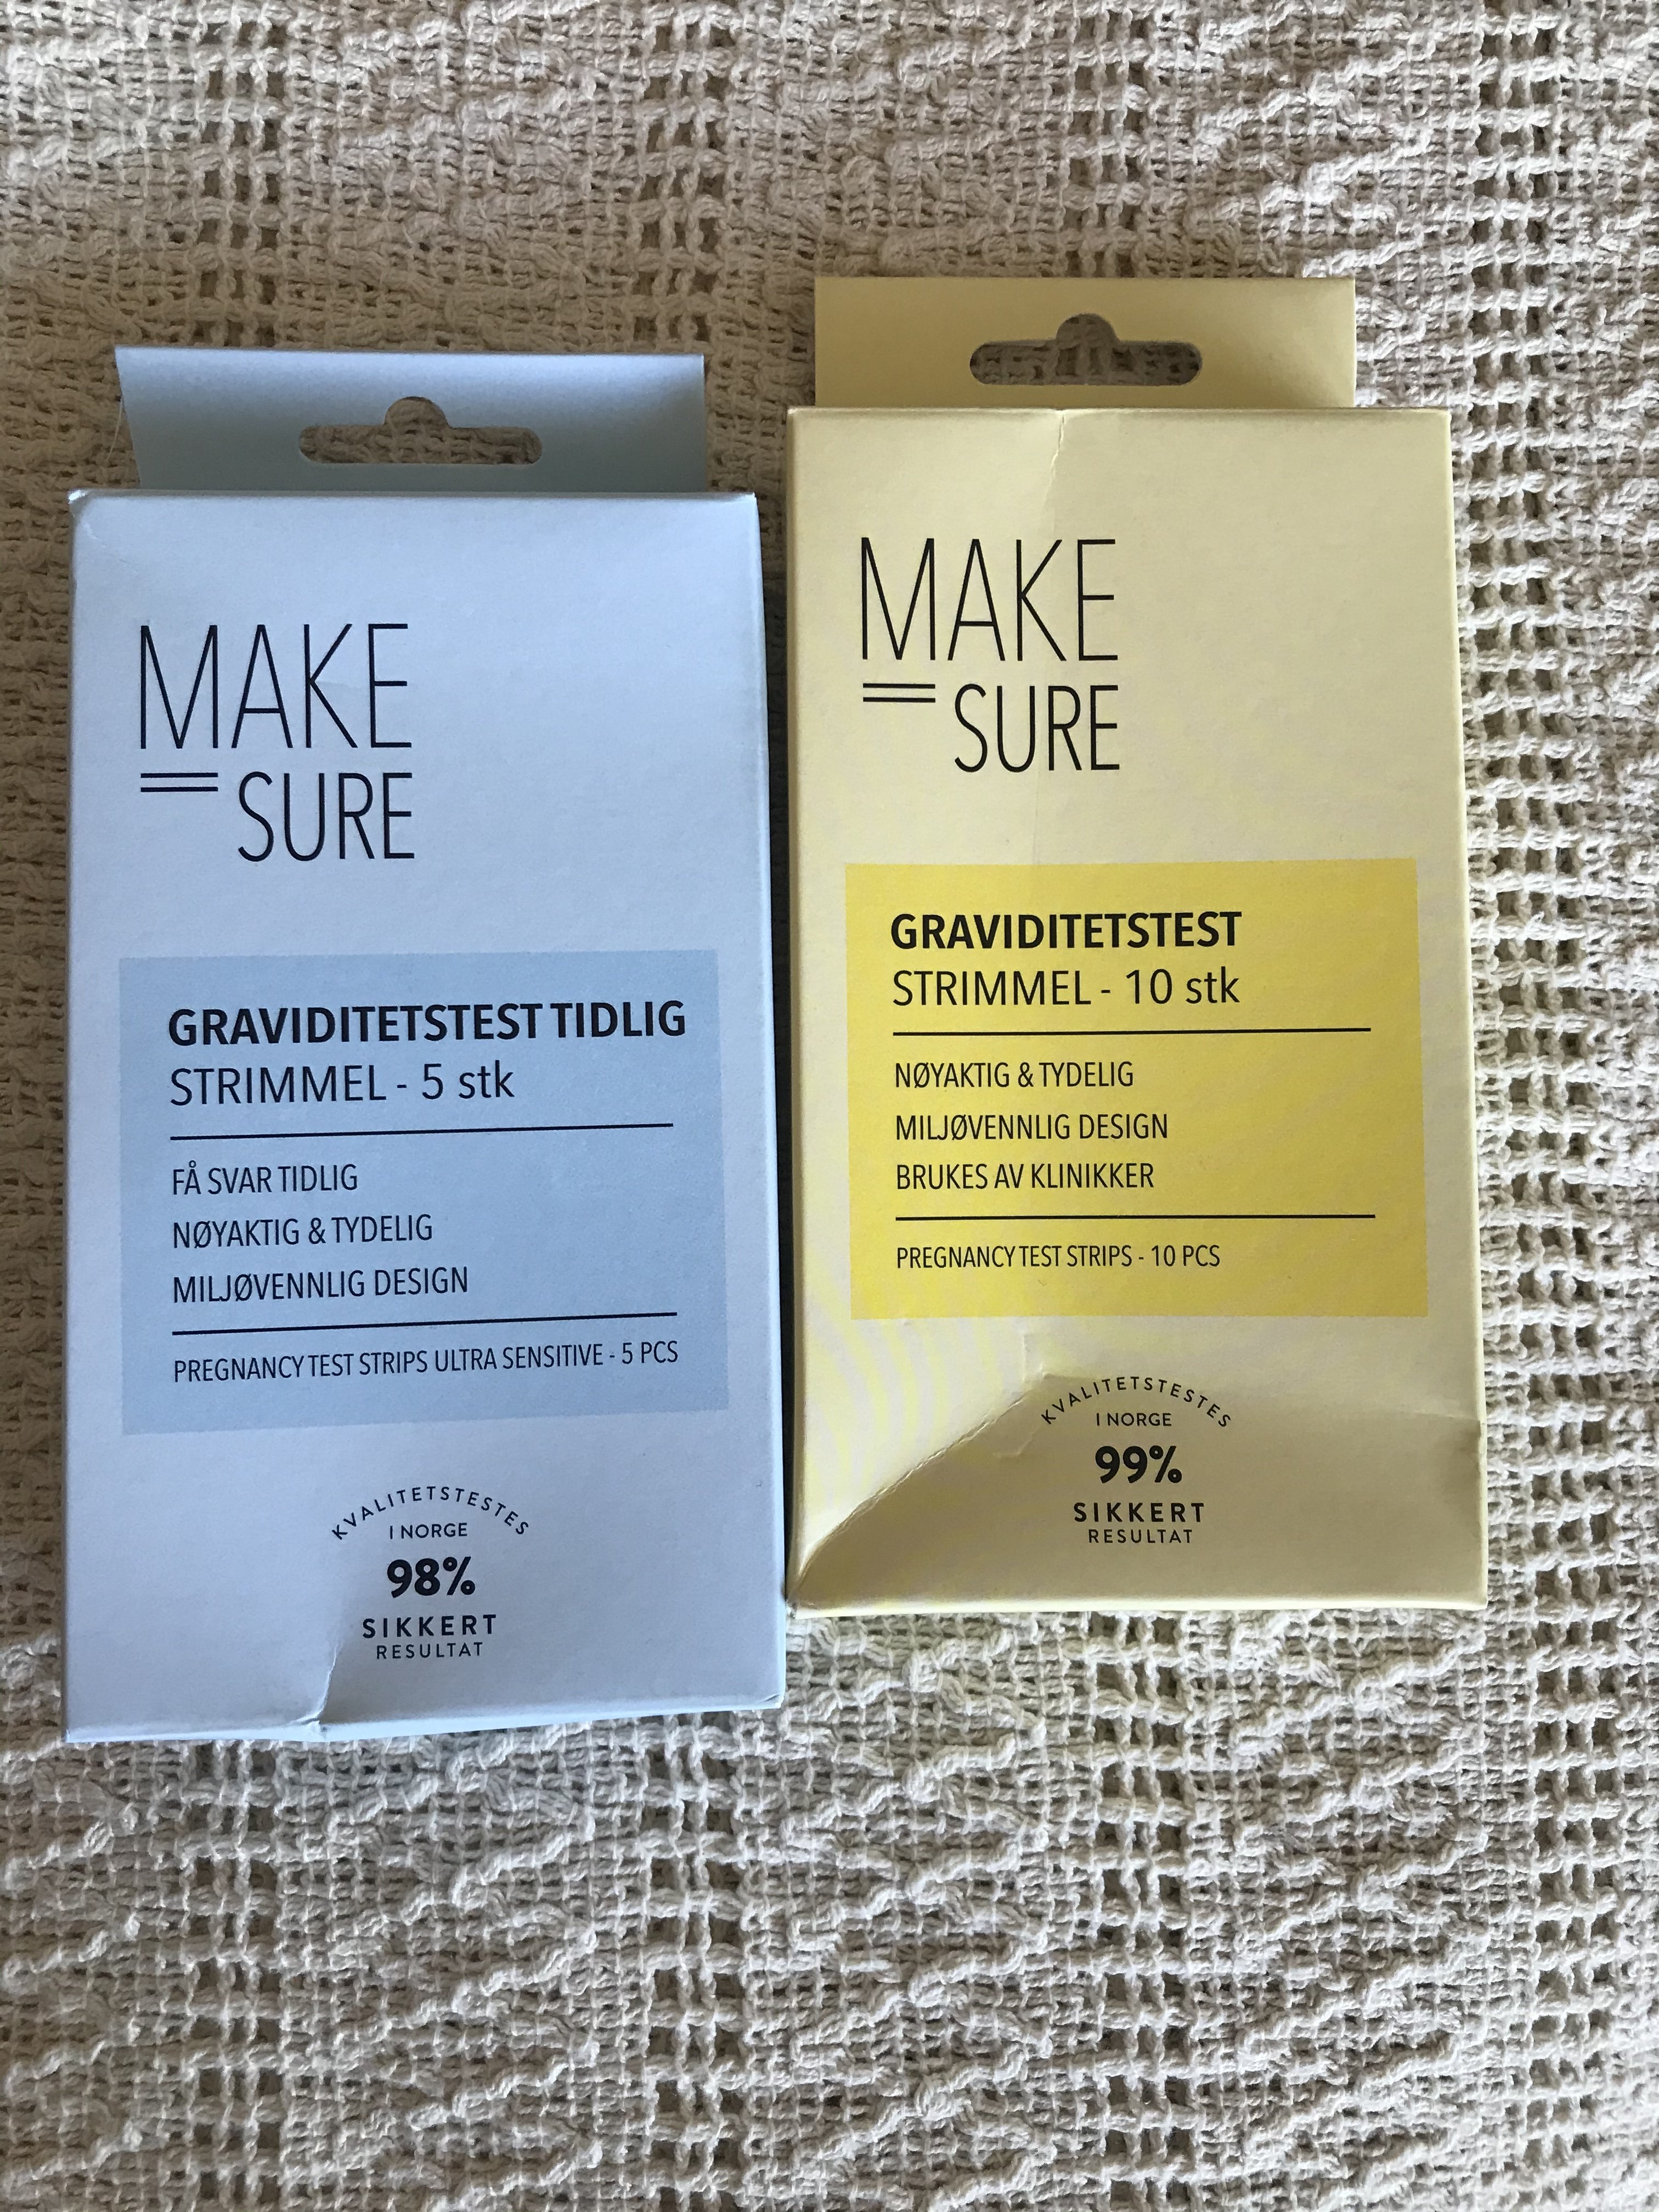 MAKE
SURE
GRAVIDITETSTEST TIDLIG
STRIMMEL - 5 stk
FÅ SVAR TIDLIG
NØYAKTIG & TYDELIG
MILJØVENNLIG DESIGN
PREGNANCY TEST STRIPS ULTRA SENSITIVE - 5 PCS
KVALITETSTESTES
I NORGE
98%
SIKKERT
RESULTAT
MAKE
SURE
GRAVIDITETSTEST
STRIMMEL - 10 stk
NØYAKTIG & TYDELIG
MILJØVENNLIG DESIGN
BRUKES AV KLINIKKER
PREGNANCY TEST STRIPS - 10 PCS
KVALITETSTESTES
I NORGE
99%
SIKKERT
RESULTAT